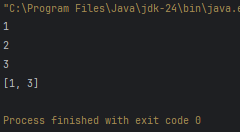 "C:\Program Files\Java\jdk-24\bin\java.e
1
2
3
[1, 3]
Process finished with exit code 0